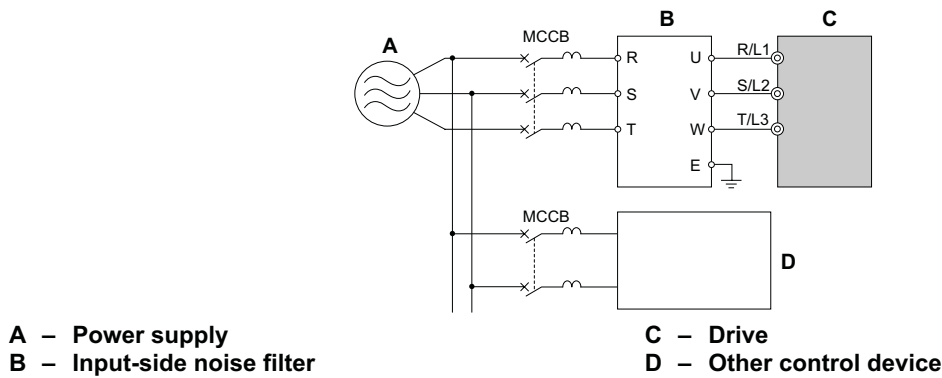 B
C
MCCB
A
R
U
R/L1
S
V
S/L2
T
W
T/L3
E
MCCB
D
A – Power supply
B – Input-side noise filter
C – Drive
D – Other control device